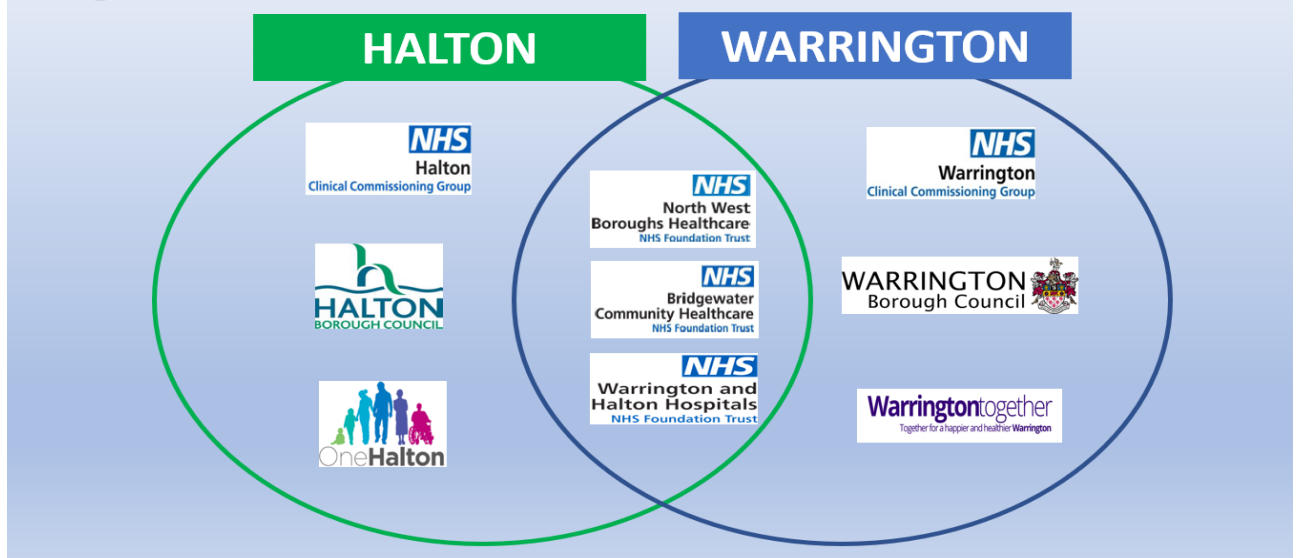 HALTON
WARRINGTON
NHS
Halton
Clinical Commissioning Group
HALTON
BOROUGH COUNCIL
OneHalton
NHS
North West
Boroughs Healthcare
NHS Foundation Trust
NHS
Bridgewater
Community Healthcare
NHS Foundation Trust
NHS
Warrington and
Halton Hospitals
NHS Foundation Trust
NHS
Warrington
Clinical Commissioning Group
WARRINGTON
Borough Council
Warringtontogether
Together for a happier and healthier Warrington